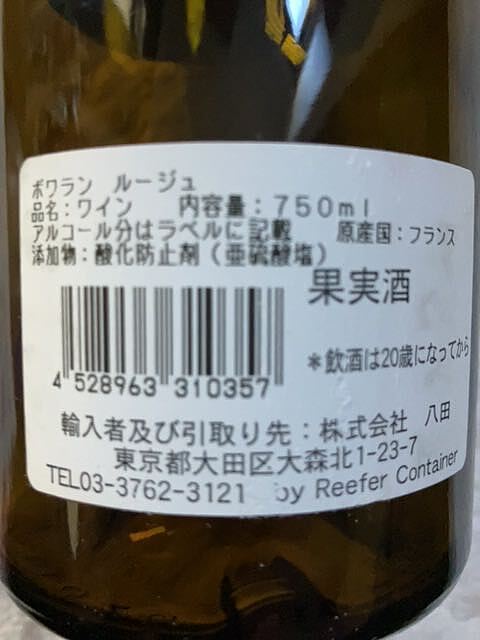 ボワラン ルージュ
品名:ワイン 内容量:750ml
アルコール分はラベルに記載 原産国:フランス
添加物:酸化防止剤(亜硫酸塩)
果実酒
*飲酒は20歳になってから
4 528963 310357
輸入者及び引取り先:株式会社 八田
東京都大田区大森北1-23-7
TEL03-3762-3121 by Reefer Container